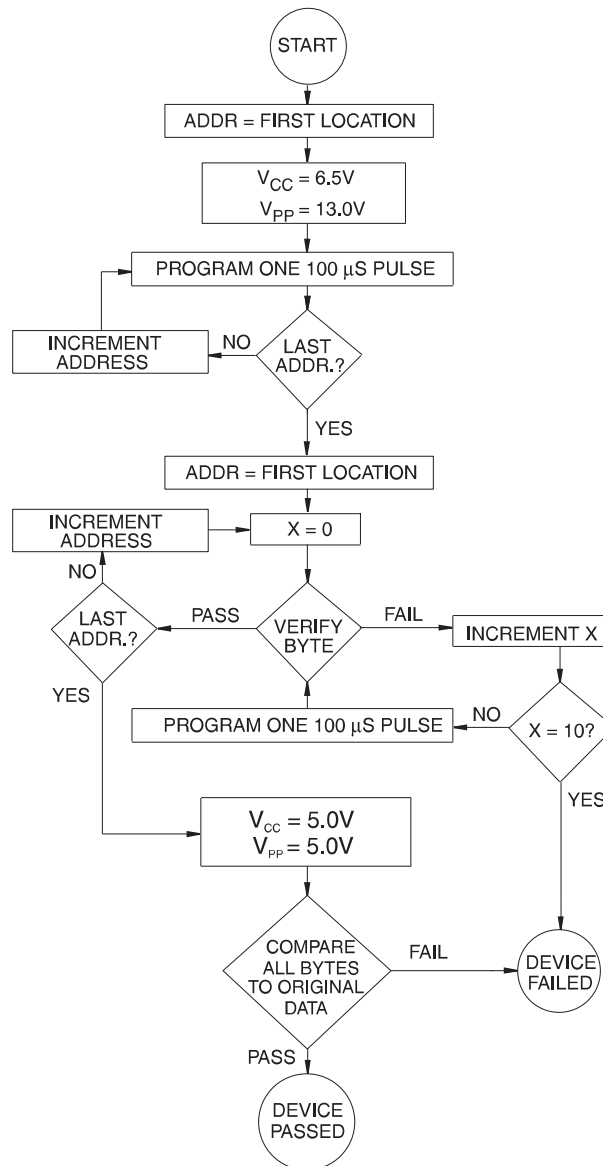 START
ADDR = FIRST LOCATION
VCC = 6.5V
VPP = 13.0V
PROGRAM ONE 100 μS PULSE
INCREMENT
ADDRESS
NO
LAST
ADDR.?
YES
ADDR = FIRST LOCATION
INCREMENT
ADDRESS
X = 0
NO
LAST
ADDR.?
PASS
VERIFY
BYTE
FAIL
INCREMENT X
YES
PROGRAM ONE 100 μS PULSE
NO
X = 10?
YES
VCC = 5.0V
VPP = 5.0V
COMPARE
ALL BYTES
TO ORIGINAL
DATA
FAIL
DEVICE
FAILED
PASS
DEVICE
PASSED